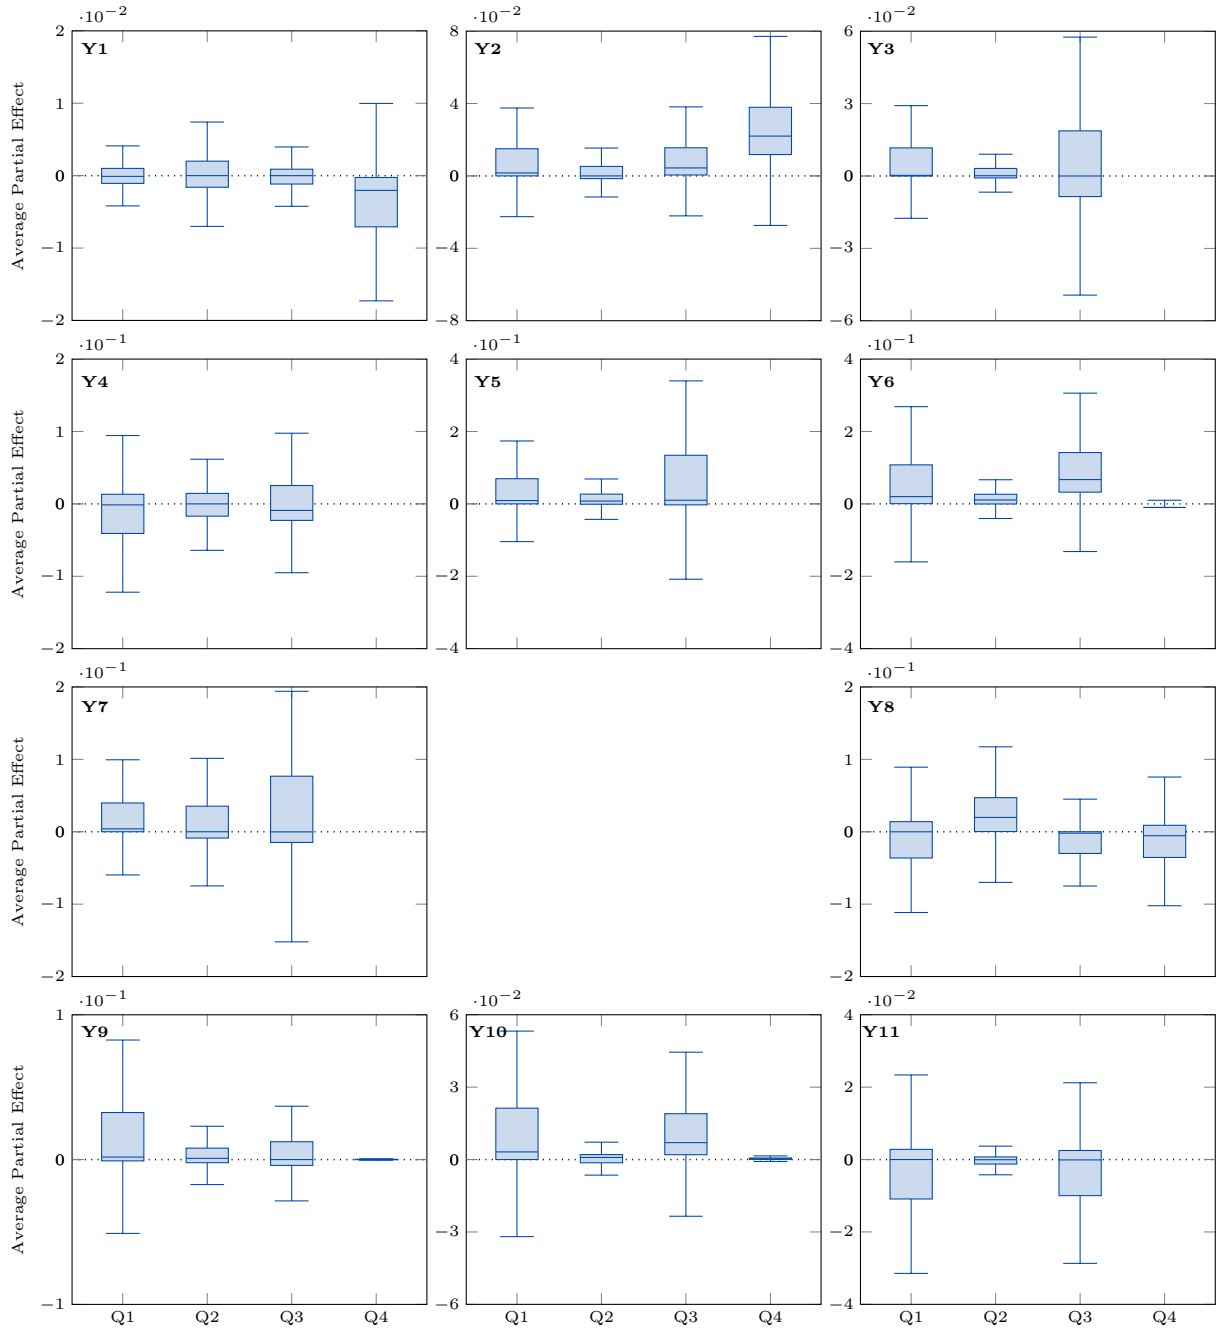 ·10⁻² ·10⁻² ·10⁻²
Y1 Y2 Y3
Average Partial Effect
2 8 6
1 4 3
0 0 0
−1 −4 −3
−2 −8 −6
·10⁻¹ ·10⁻¹ ·10⁻¹
Y4 Y5 Y6
Average Partial Effect
2 4 4
1 2 2
0 0 0
−1 −2 −2
−2 −4 −4
·10⁻¹ ·10⁻¹
Y7 Y8
Average Partial Effect
2 2
1 1
0 0
−1 −1
−2 −2
·10⁻¹ ·10⁻² ·10⁻²
Y9 Y10 Y11
Average Partial Effect
1 6 4
3 2
0 0 0
−3 −2
−1 −6 −4
Q1 Q2 Q3 Q4 Q1 Q2 Q3 Q4 Q1 Q2 Q3 Q4